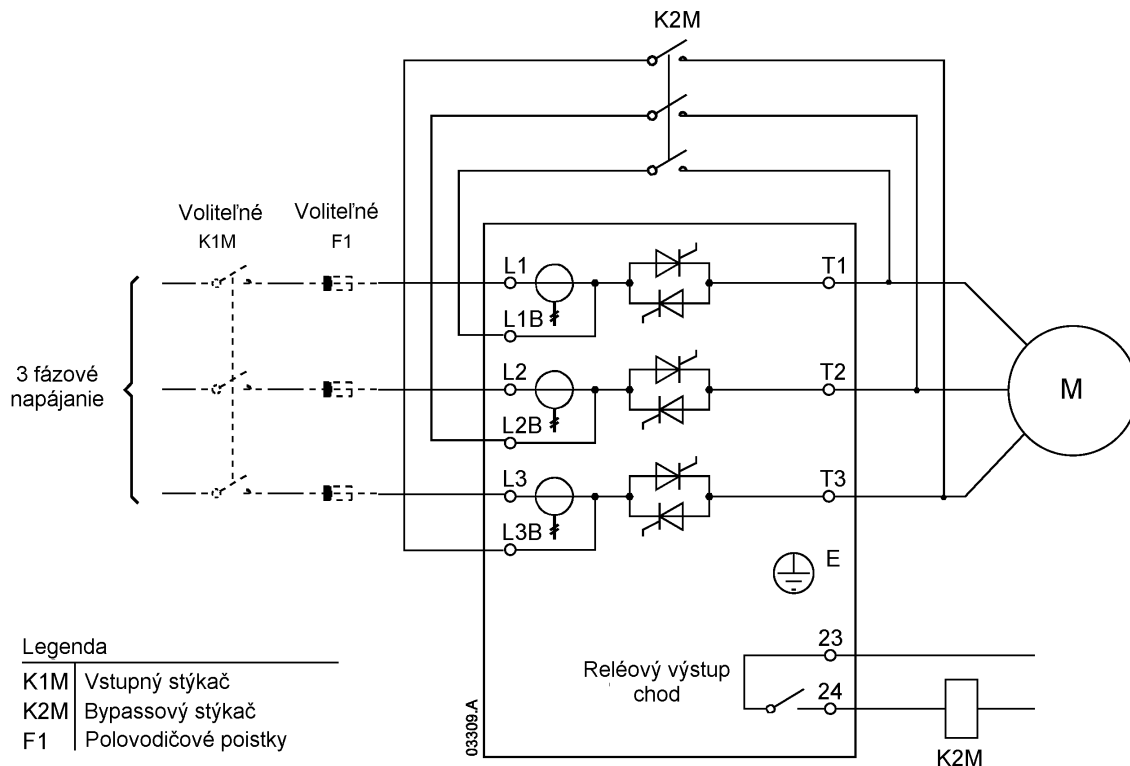 K2M
Voliteľné
K1M
Voliteľné
F1
3 fázové
napájanie
L1
T1
L1B
L2
T2
L2B
L3
T3
L3B
M
E
23
Reléový výstup
chod
24
K2M
03309.A
Legenda
K1M Vstupný stýkač
K2M Bypassový stýkač
F1 Polovodičové poistky